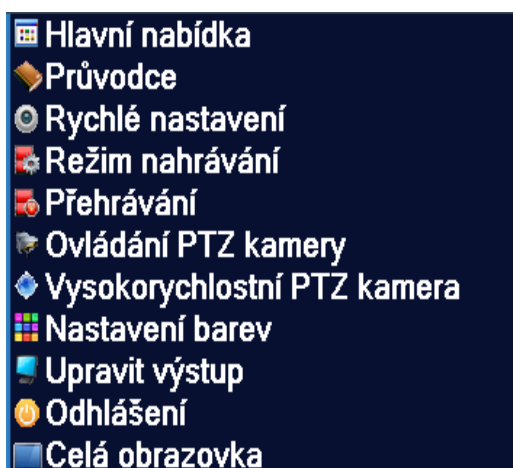 Hlavní nabídka
Průvodce
Rychlé nastavení
Režim nahrávání
Přehrávání
Ovládání PTZ kamery
Vysokorychlostní PTZ kamera
Nastavení barev
Upravit výstup
Odhlášení
Celá obrazovka